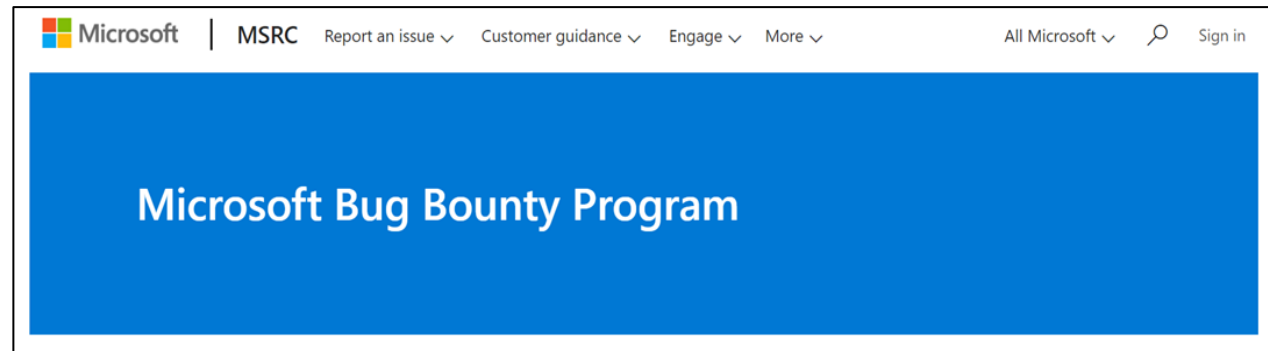 Microsoft MSRC Report an issue Customer guidance Engage More All Microsoft Sign in
Microsoft Bug Bounty Program